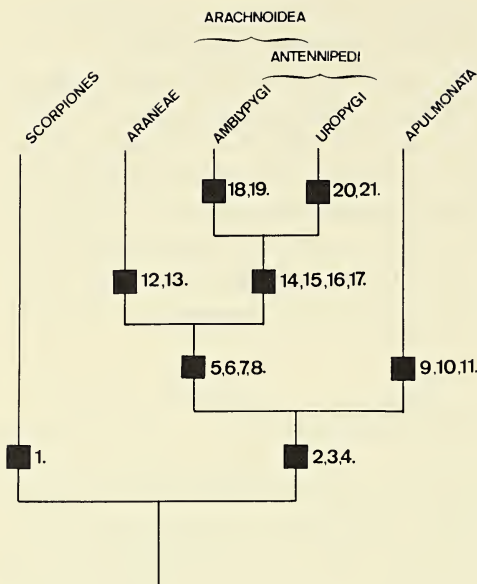 ARACHNOIDEA
ANTENNIPEDI
SCORPIONES
ARANEAE
AMBLYPYGI
UROPYGI
APULMONATA
18,19.
20,21.
12,13.
14,15,16,17.
5,6,7,8.
9,10,11.
1.
2,3,4.